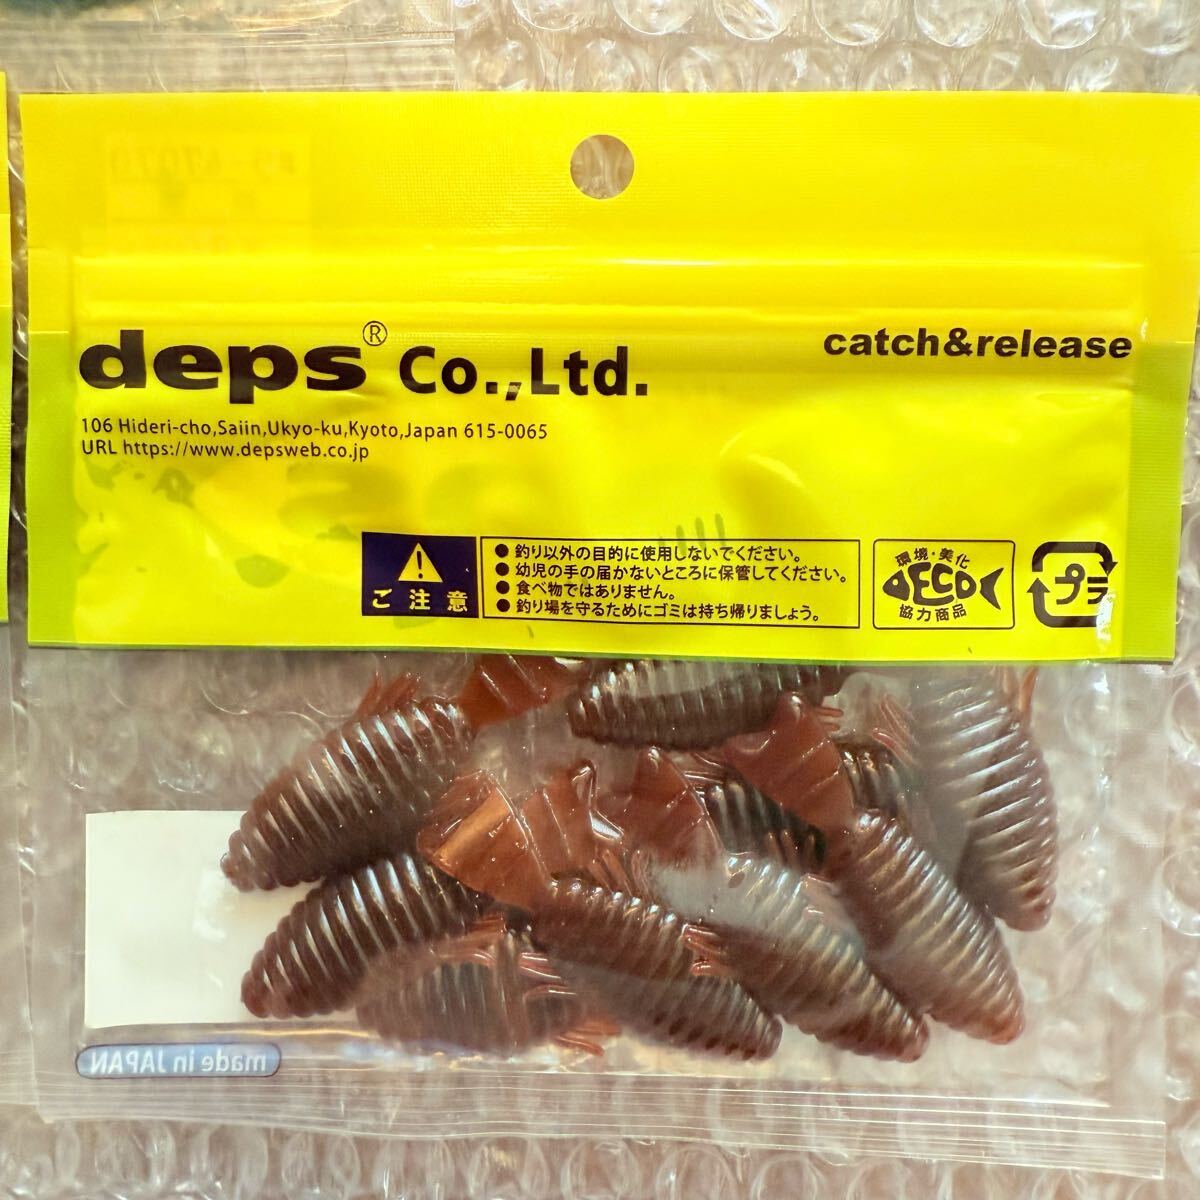 deps® Co.,Ltd.
catch&release
106 Hideri-cho,Saiin,Ukyo-ku,Kyoto,Japan 615-0065
URL https://www.depsweb.co.jp
ご注意
● 釣り以外の目的に使用しないでください。
● 幼児の手の届かないところに保管してください。
● 食べ物ではありません。
● 釣り場を守るためにゴミは持ち帰りましょう。
環境・美化
ECO
協力商品
プラ
made in JAPAN